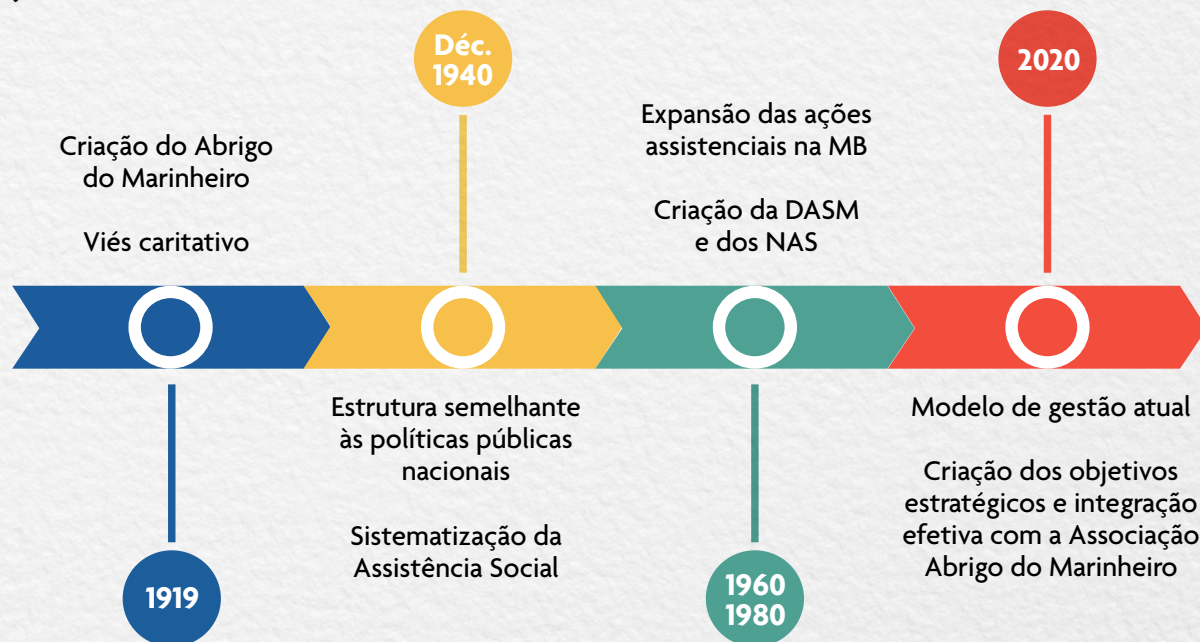 Criação do Abrigo
do Marinheiro
Viés caritativo
1919
Déc.
1940
Estrutura semelhante
às políticas públicas
nacionais
Sistematização da
Assistência Social
Expansão das ações
assistenciais na MB
Criação da DASM
e dos NAS
1960
1980
2020
Modelo de gestão atual
Criação dos objetivos
estratégicos e integração
efetiva com a Associação
Abrigo do Marinheiro